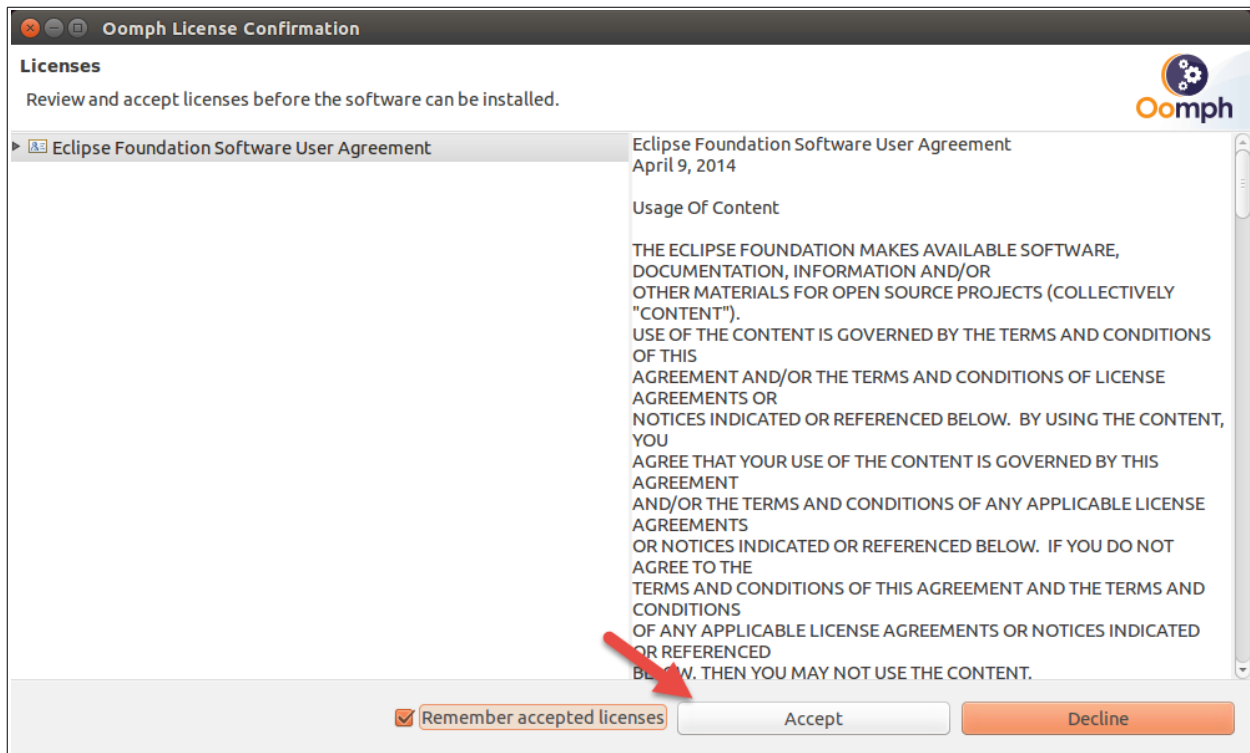 Oomph License Confirmation
Licenses
Review and accept licenses before the software can be installed.
Oomph
Eclipse Foundation Software User Agreement
Eclipse Foundation Software User Agreement
April 9, 2014
Usage Of Content
THE ECLIPSE FOUNDATION MAKES AVAILABLE SOFTWARE,
DOCUMENTATION, INFORMATION AND/OR
OTHER MATERIALS FOR OPEN SOURCE PROJECTS (COLLECTIVELY
"CONTENT").
USE OF THE CONTENT IS GOVERNED BY THE TERMS AND CONDITIONS
OF THIS
AGREEMENT AND/OR THE TERMS AND CONDITIONS OF LICENSE
AGREEMENTS OR
NOTICES INDICATED OR REFERENCED BELOW.  BY USING THE CONTENT,
YOU
AGREE THAT YOUR USE OF THE CONTENT IS GOVERNED BY THIS
AGREEMENT
AND/OR THE TERMS AND CONDITIONS OF ANY APPLICABLE LICENSE
AGREEMENTS
OR NOTICES INDICATED OR REFERENCED BELOW.  IF YOU DO NOT
AGREE TO THE
TERMS AND CONDITIONS OF THIS AGREEMENT AND THE TERMS AND
CONDITIONS
OF ANY APPLICABLE LICENSE AGREEMENTS OR NOTICES INDICATED
OR REFERENCED
BELOW. THEN YOU MAY NOT USE THE CONTENT.
Remember accepted licenses
Accept
Decline